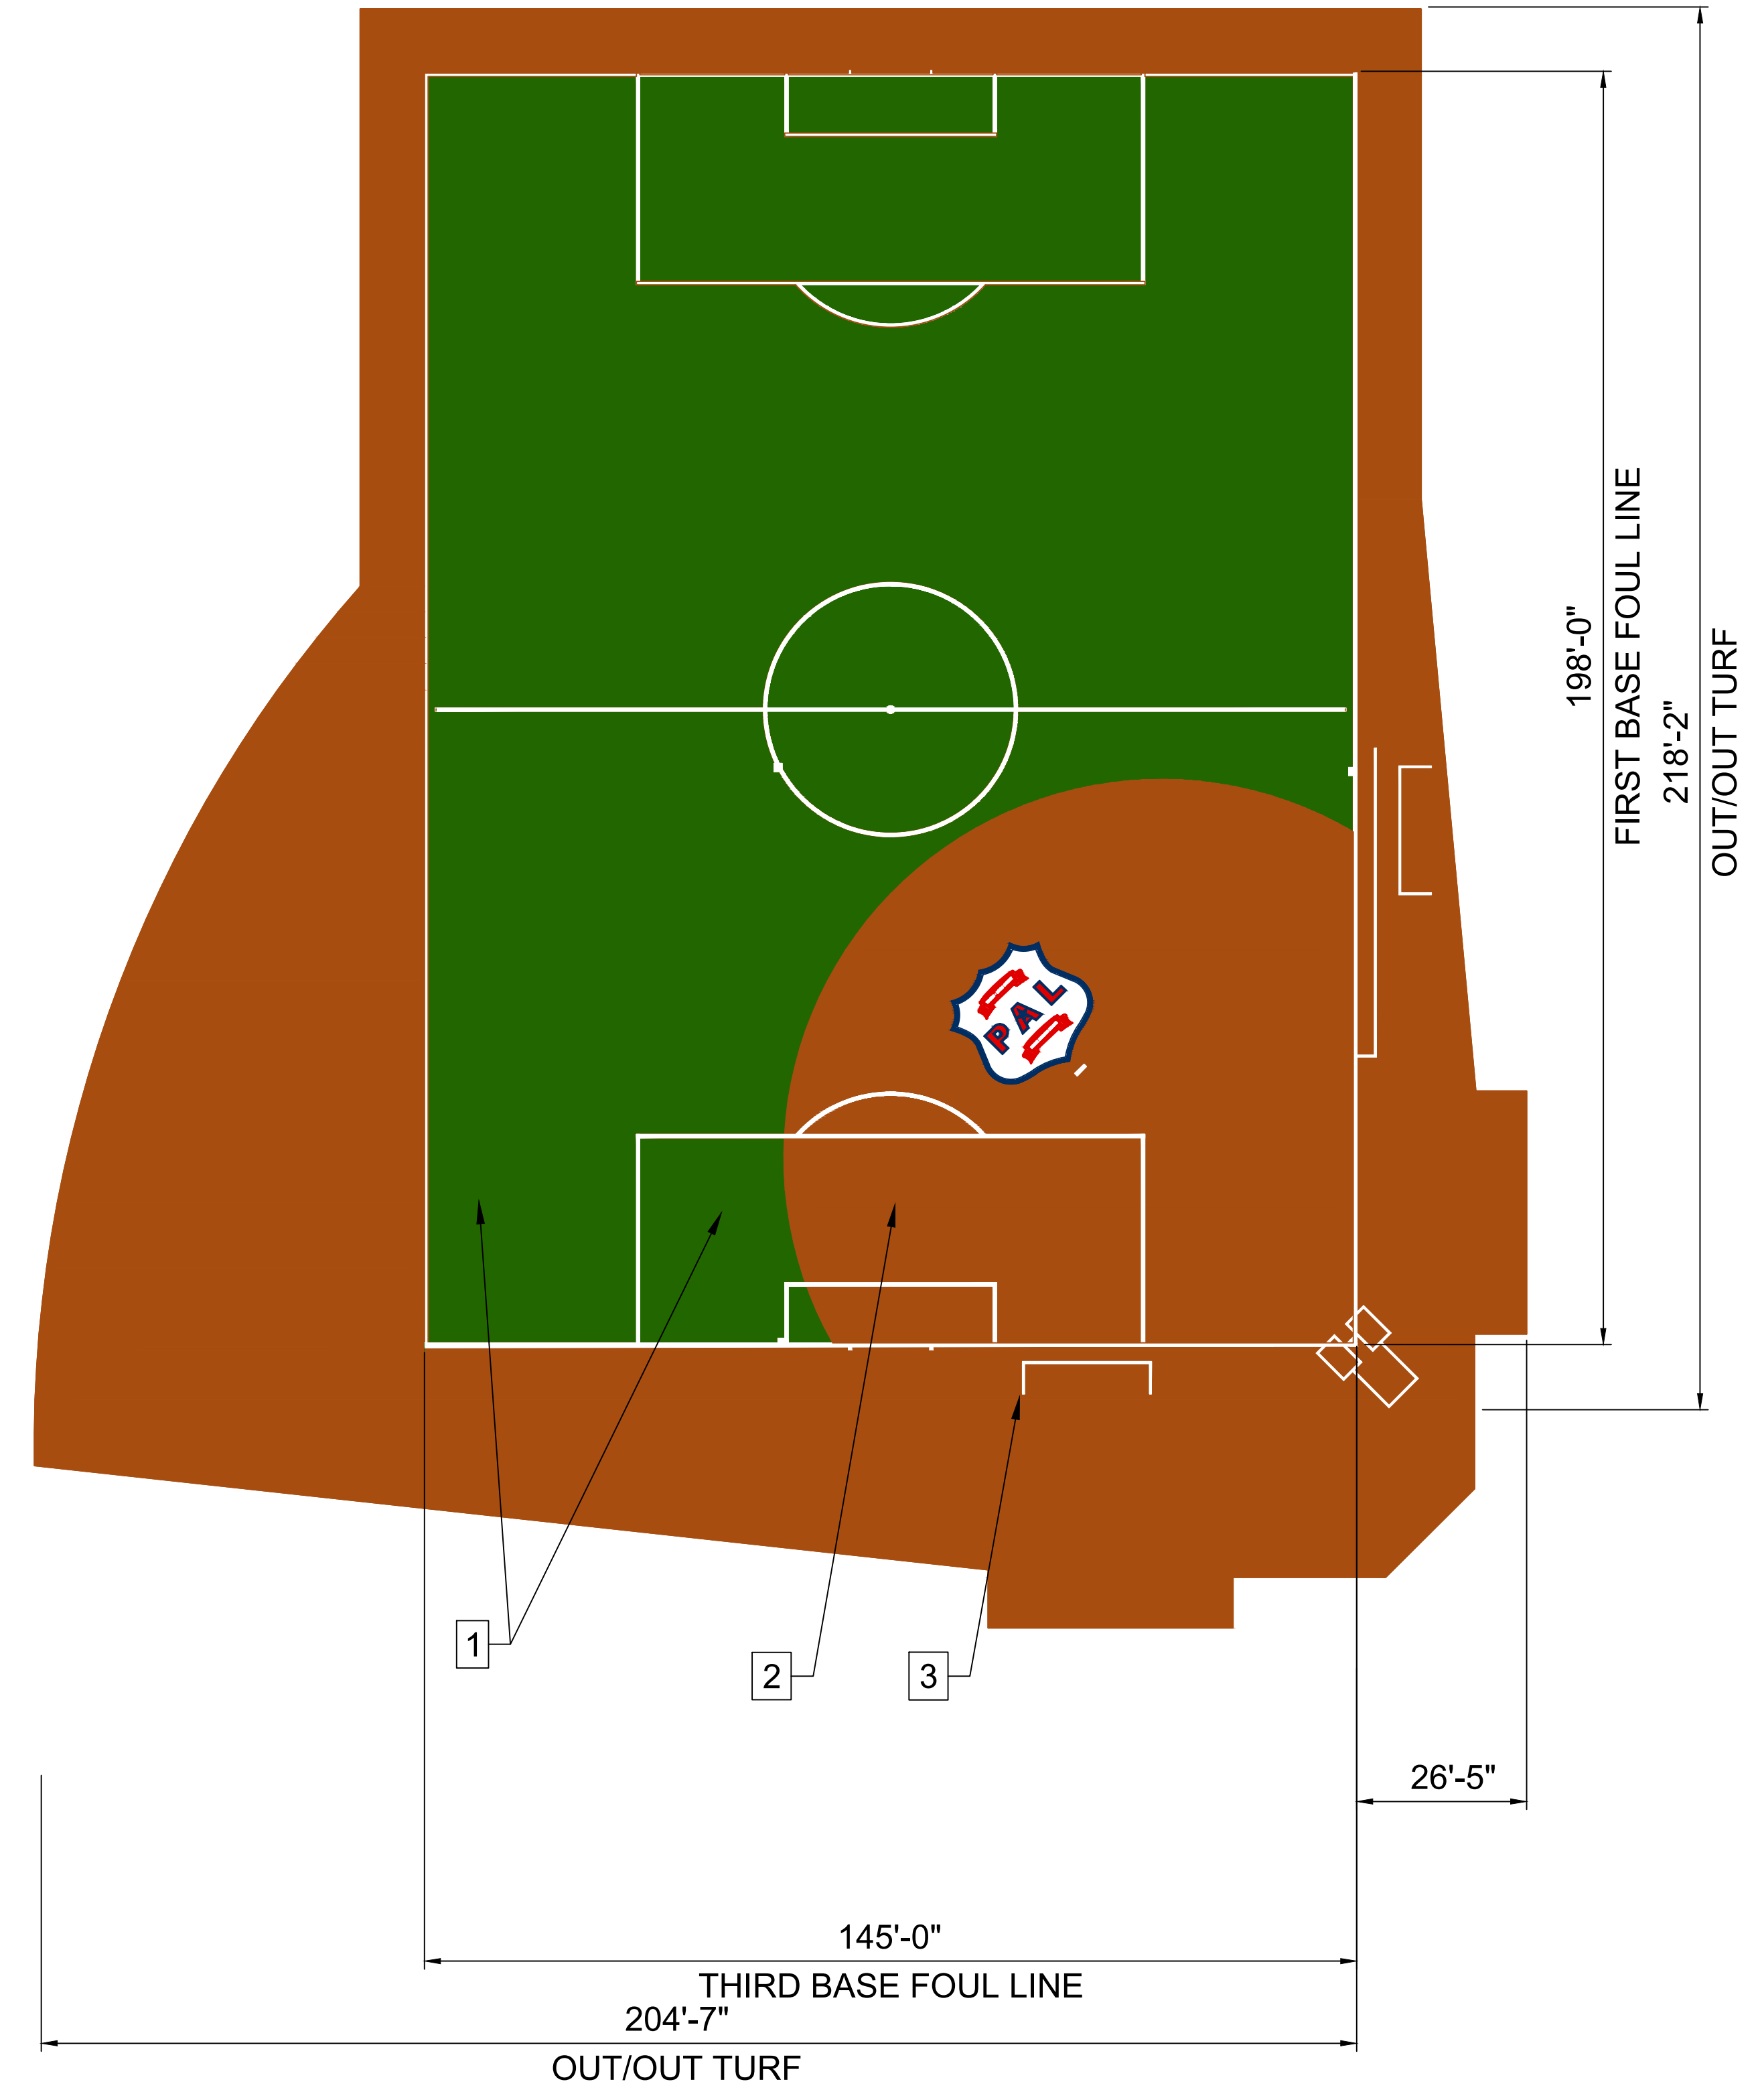 PAL
198'-0"
FIRST BASE FOUL LINE
218'-2"
OUT/OUT TURF
1
2
3
26'-5"
145'-0"
THIRD BASE FOUL LINE
204'-7"
OUT/OUT TURF